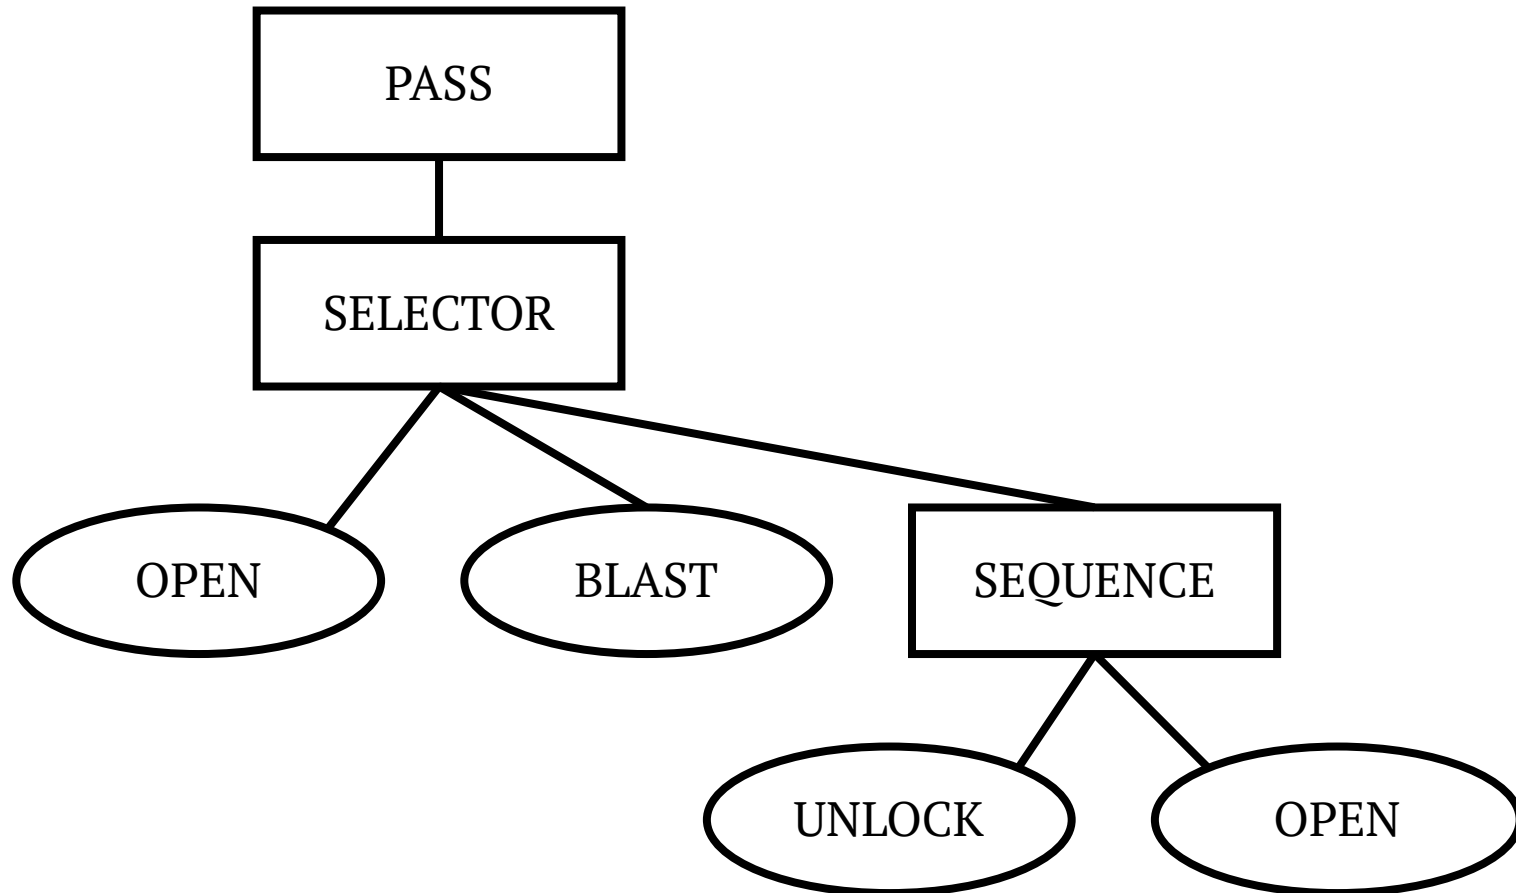 PASS
SELECTOR
OPEN
BLAST
SEQUENCE
UNLOCK
OPEN